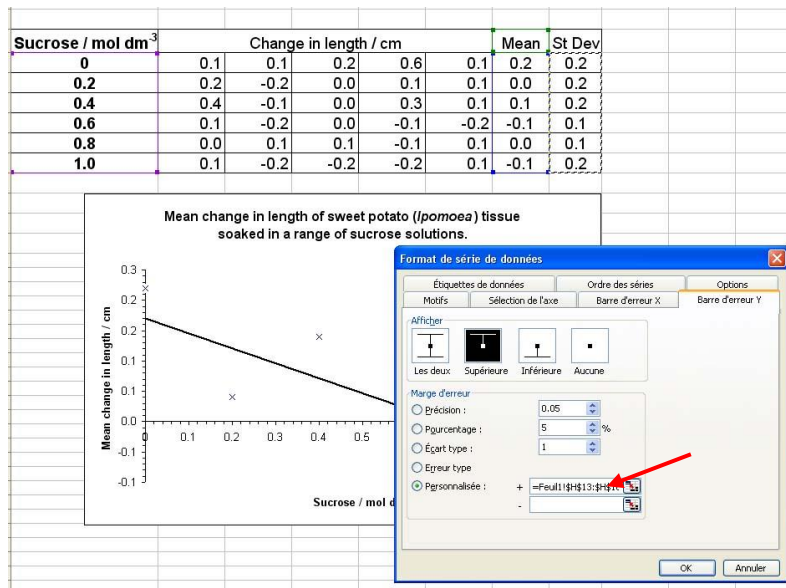 Sucrose / mol dm-3 Change in length / cm Mean St Dev
0 0.1 0.1 0.2 0.6 0.1 0.2 0.2
0.2 0.2 -0.2 0.0 0.1 0.1 0.0 0.2
0.4 0.4 -0.1 0.0 0.3 0.1 0.1 0.2
0.6 0.1 -0.2 0.0 -0.1 -0.2 -0.1 0.1
0.8 0.0 0.1 0.1 -0.1 0.1 0.0 0.1
1.0 0.1 -0.2 -0.2 -0.2 0.1 -0.1 0.2
Mean change in length of sweet potato (Ipomoea) tissue
soaked in a range of sucrose solutions.
Mean change in length / cm
0.3
0.2
0.2
0.1
0.1
0.0
-0.1
-0.1
0 0.1 0.2 0.3 0.4 0.5
Sucrose / mol d
Format de série de données
Étiquettes de données Ordre des séries Options
Motifs Sélection de l'axe Barre d'erreur X Barre d'erreur Y
Afficher
Les deux Supérieure Inférieure Aucune
Marge d'erreur
Précision : 0.05
Pourcentage : 5 %
Écart type : 1
Erreur type
Personnalisée : + =Feuil1!$H$13:$H$1
-
OK Annuler